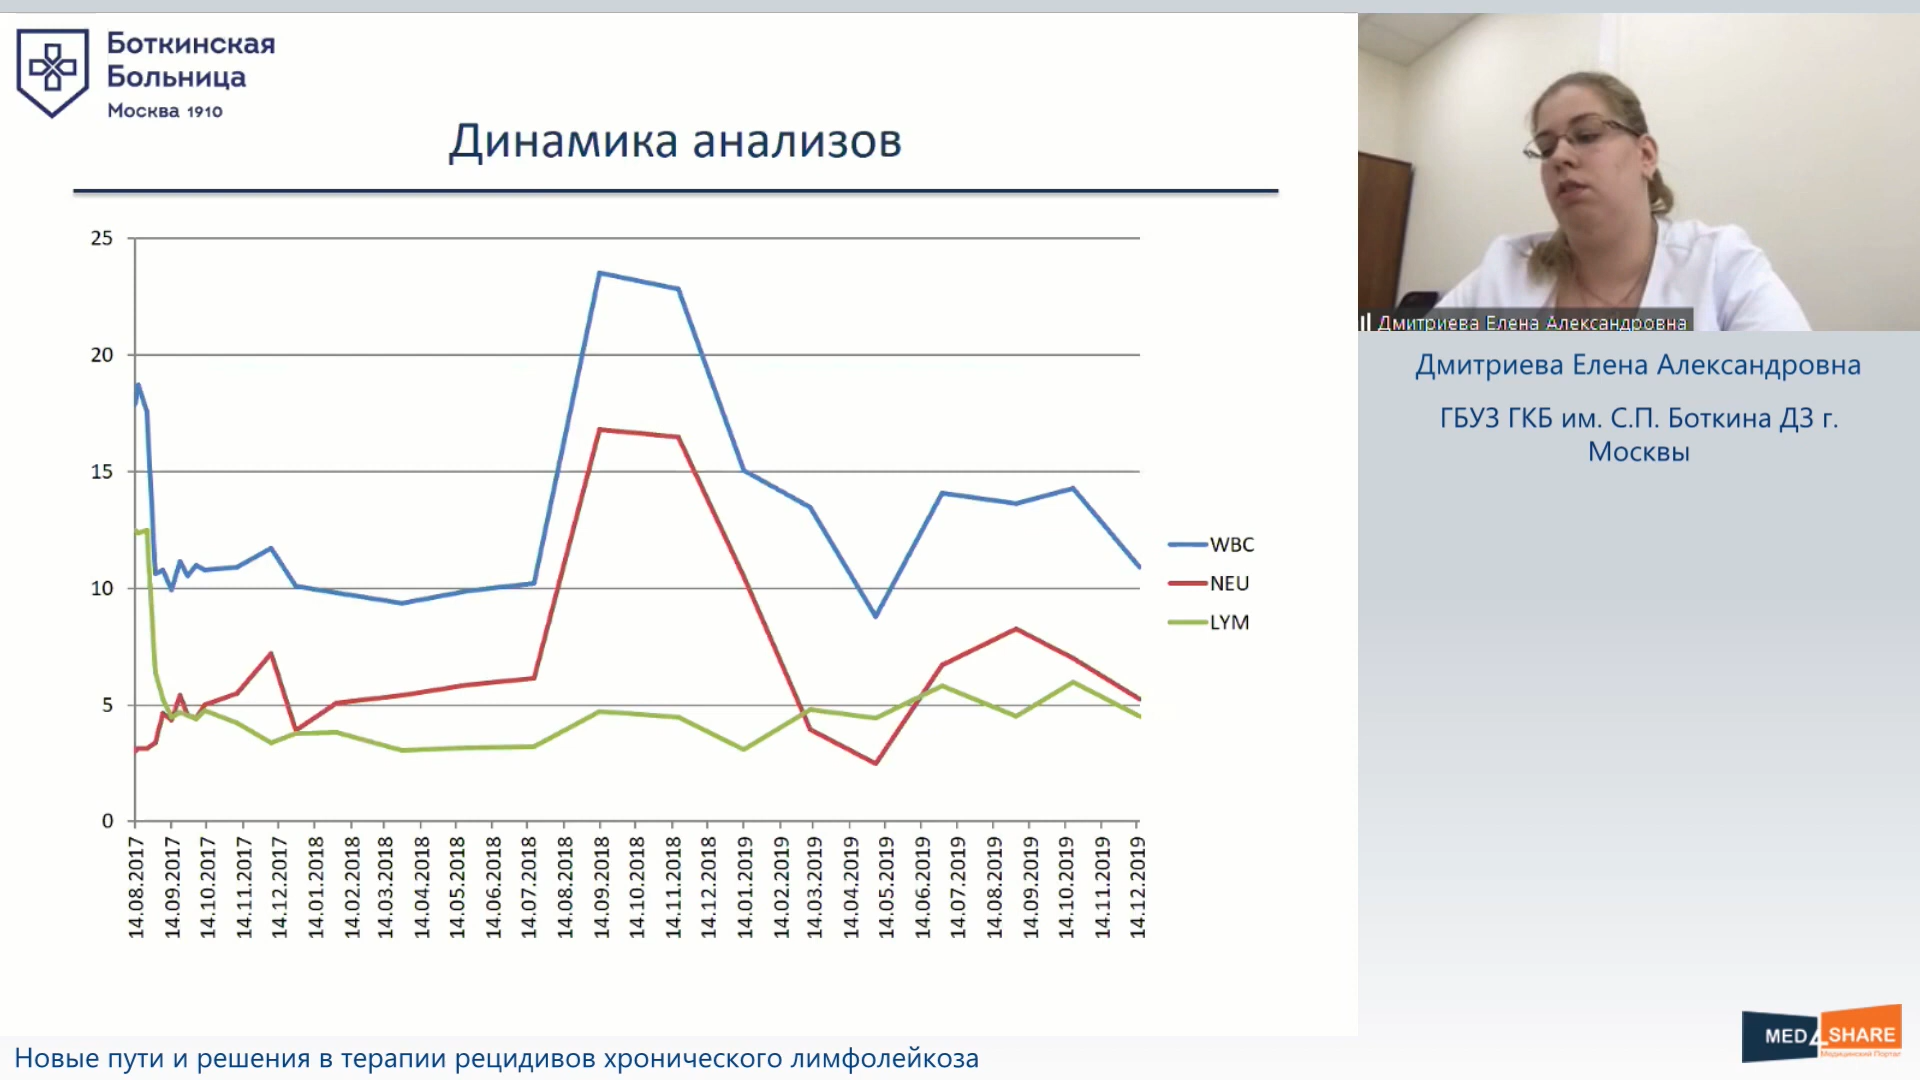 Боткинская
Больница
Москва 1910
Динамика анализов
25
20
15
10
5
0
14.08.2017
14.09.2017
14.10.2017
14.11.2017
14.12.2017
14.01.2018
14.02.2018
14.03.2018
14.04.2018
14.05.2018
14.06.2018
14.07.2018
14.08.2018
14.09.2018
14.10.2018
14.11.2018
14.12.2018
14.01.2019
14.02.2019
14.03.2019
14.04.2019
14.05.2019
14.06.2019
14.07.2019
14.08.2019
14.09.2019
14.10.2019
14.11.2019
14.12.2019
WBC
NEU
LYM
Дмитриева Елена Александровна
Дмитриева Елена Александровна
ГБУЗ ГКБ им. С.П. Боткина ДЗ г.
Москвы
Новые пути и решения в терапии рецидивов хронического лимфолейкоза
MED4SHARE
Медицинский Портал